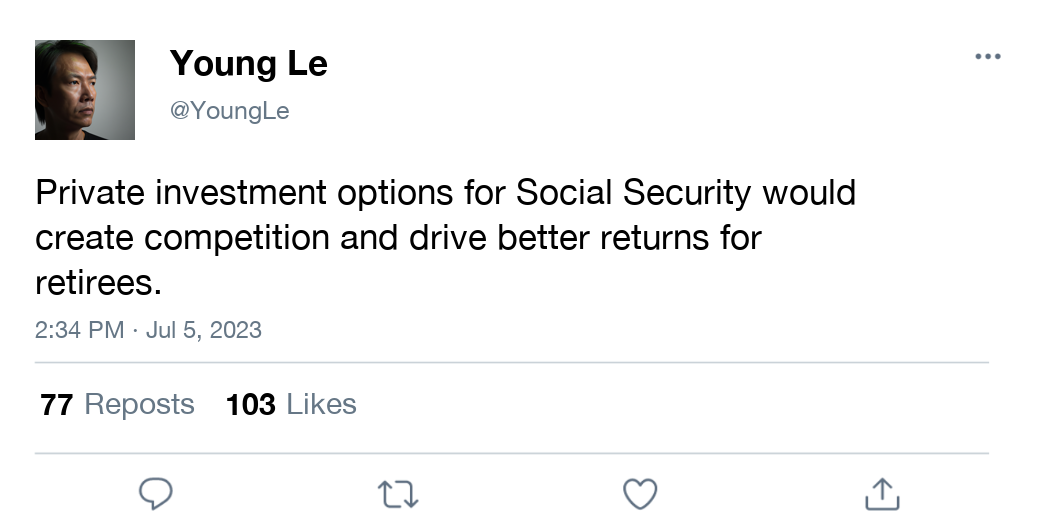 Young Le
@YoungLe
Private investment options for Social Security would
create competition and drive better returns for
retirees.
2:34 PM · Jul 5, 2023
77 Reposts 103 Likes